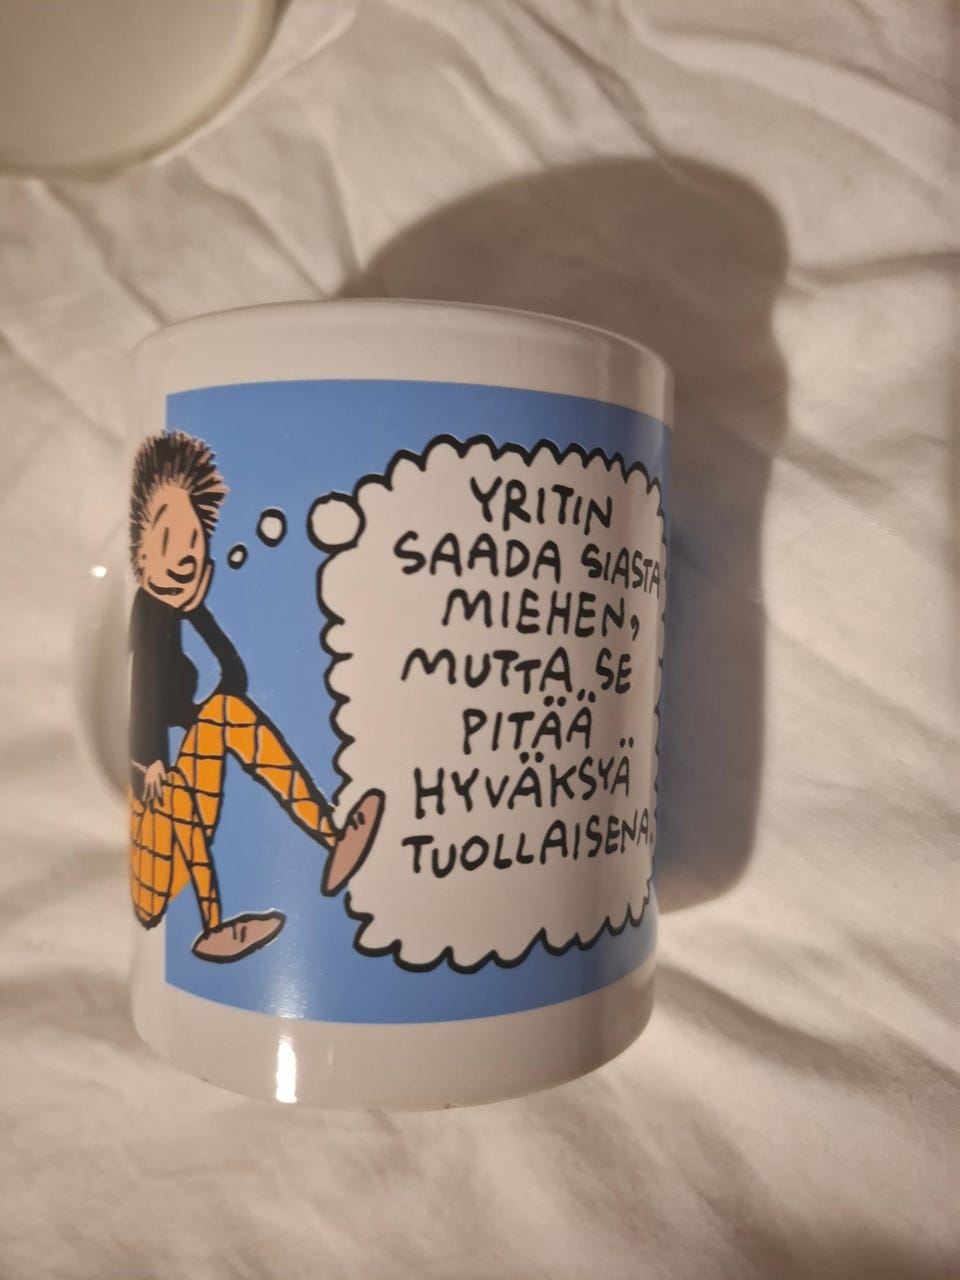 YRITIN
SAADA SIASTA
MIEHEN,
MUTTA SE
PITÄÄ
HYVÄKSYÄ
TUOLLAISENA.